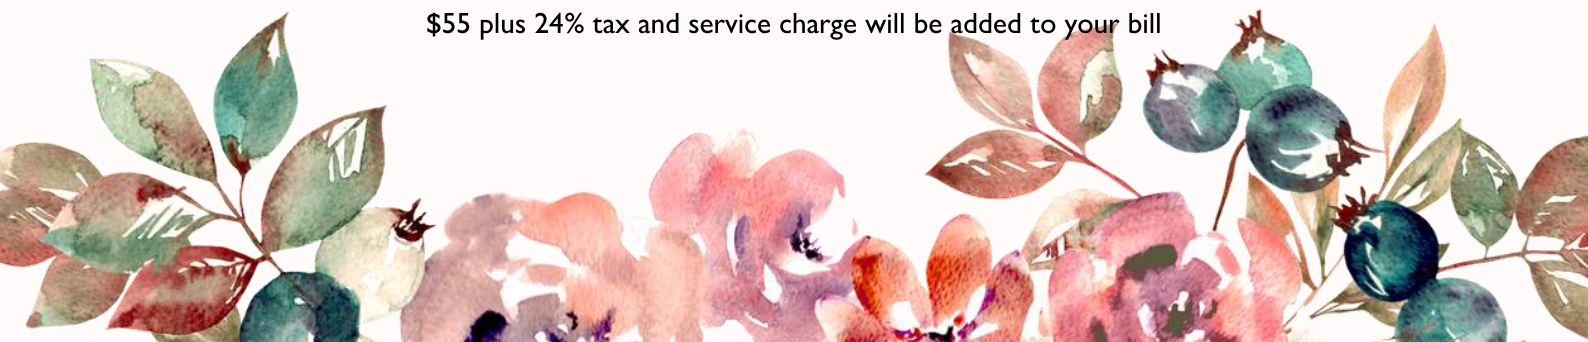 $55 plus 24% tax and service charge will be added to your bill